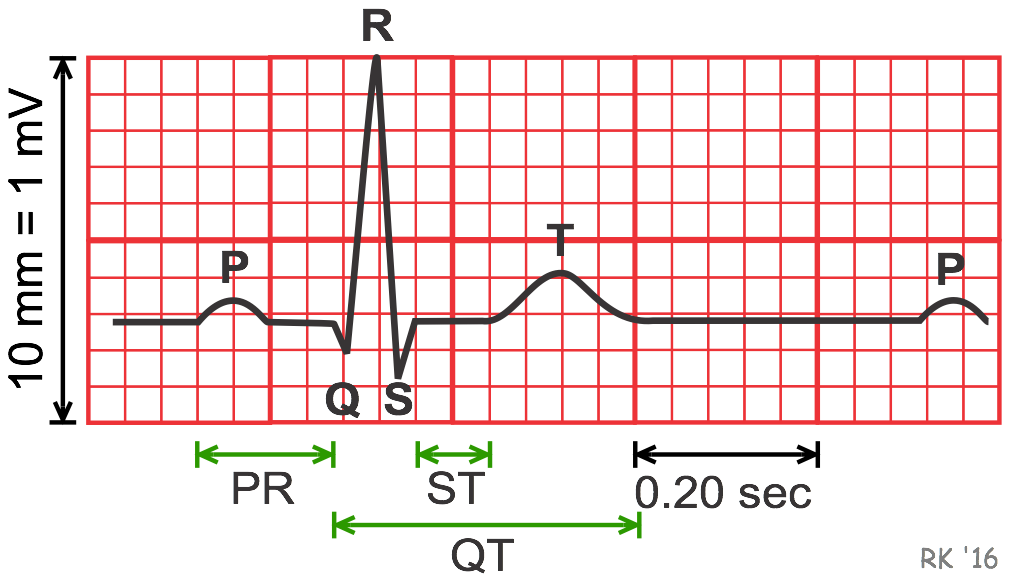 R
10 mm = 1 mV
P
T
P
Q
S
PR
ST
0.20 sec
QT
RK '16